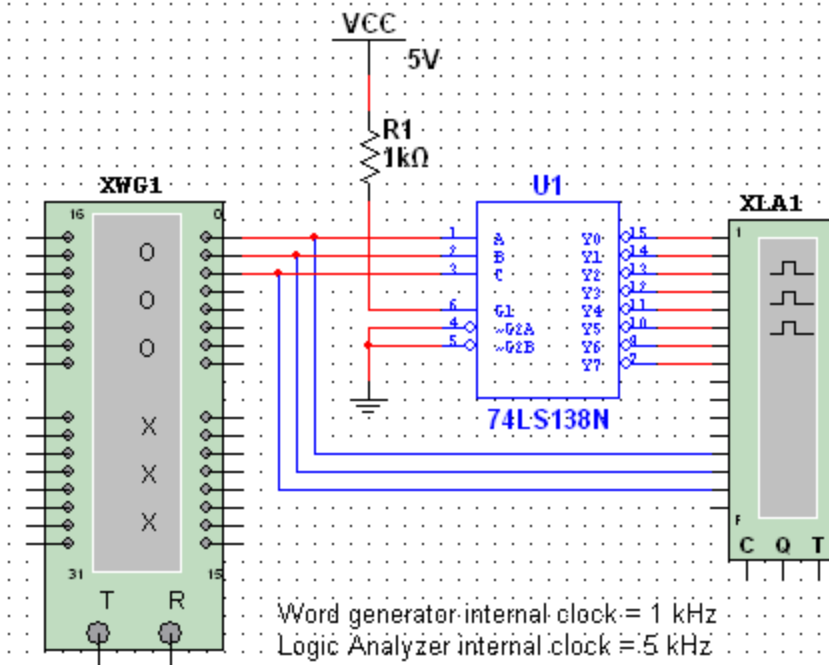 VCC
5V
R1
1kΩ
XWG1
U1
XLA1
16
0
O
O
O
X
X
X
31
15
T
R
1
2
3
6
4
5
A
B
C
G1
~G2A
~G2B
Y0
Y1
Y2
Y3
Y4
Y5
Y6
Y7
15
14
13
12
11
10
9
7
74LS138N
1
F
C Q T
Word generator internal clock = 1 kHz
Logic Analyzer internal clock = 5 kHz